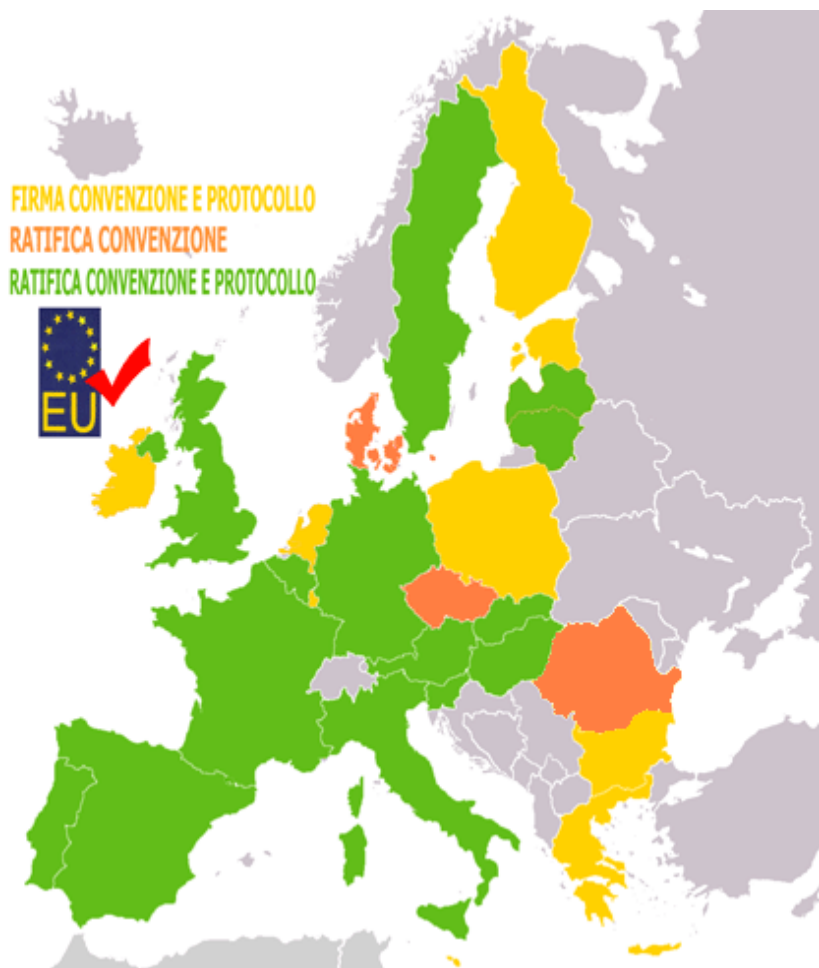 FIRMA CONVENZIONE E PROTOCOLLO
RATIFICA CONVENZIONE
RATIFICA CONVENZIONE E PROTOCOLLO
EU